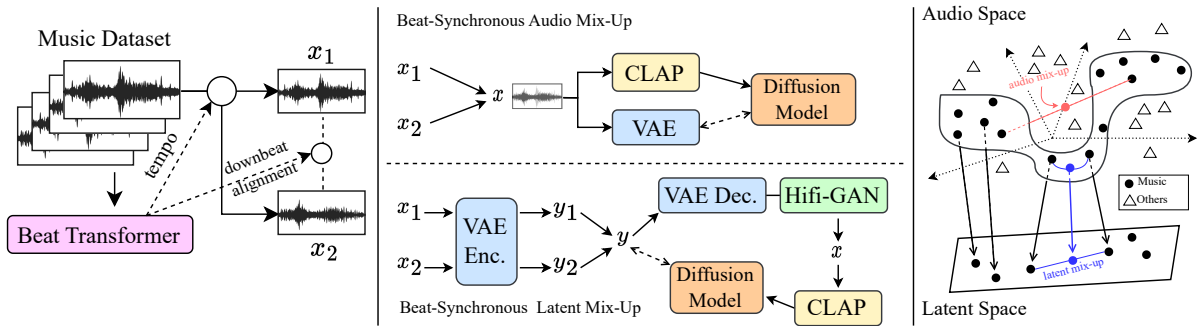 Music Dataset
x1
tempo
downbeat
alignment
Beat Transformer
x2
Beat-Synchronous Audio Mix-Up
x1
x2
x
CLAP
VAE
Diffusion
Model
x1
x2
VAE
Enc.
y1
y2
y
VAE Dec.
Hifi-GAN
x
CLAP
Diffusion
Model
Beat-Synchronous Latent Mix-Up
Audio Space
audio mix-up
Music
Others
latent mix-up
Latent Space